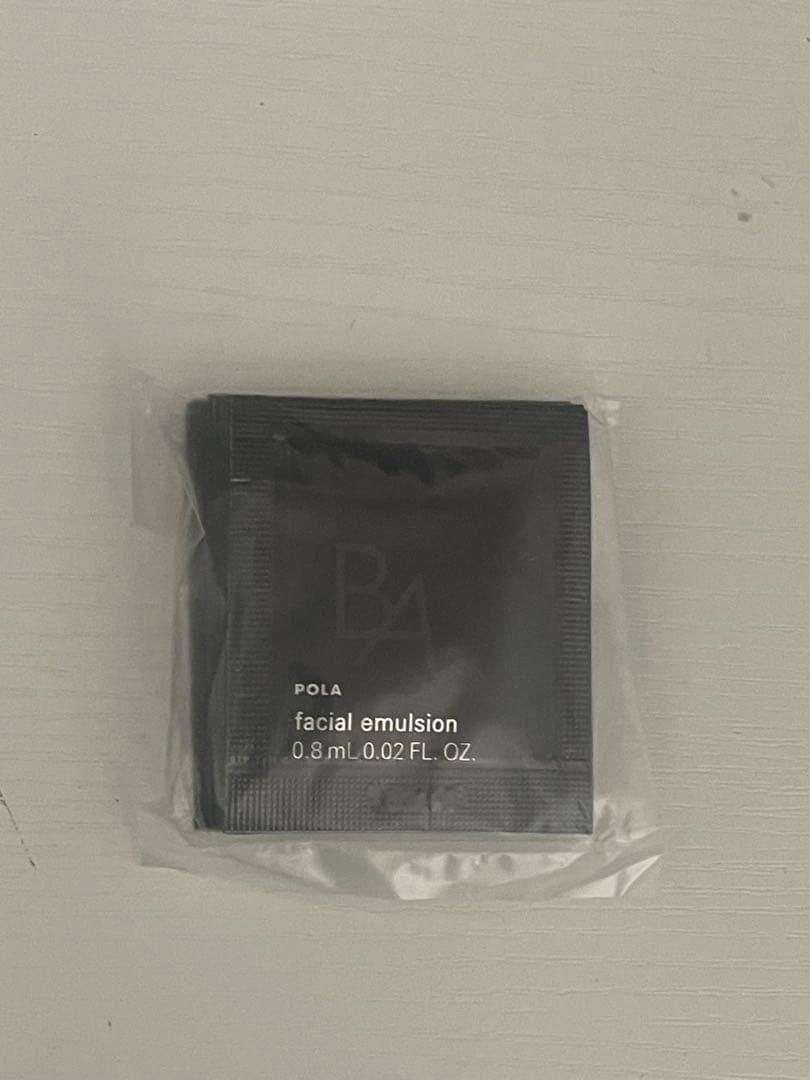 BA
POLA
facial emulsion
0.8 mL 0.02 FL. OZ.